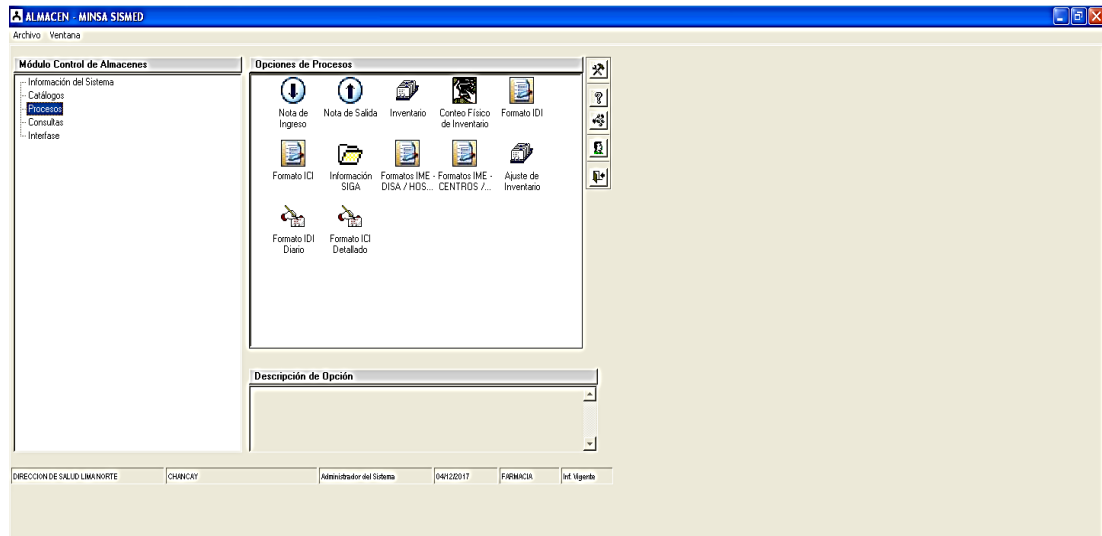 ALMACEN - MINSA SISMED
Archivo Ventana
Módulo Control de Almacenes
Información del Sistema
Catálogos
Procesos
Consultas
Interfase
Opciones de Procesos
Nota de Ingreso
Nota de Salida
Inventario
Conteo Físico de Inventario
Formato IDI
Formato ICI
Información SIGA
Formatos IME - DISA / HOS...
Formatos IME - CENTROS /...
Ajuste de Inventario
Formato IDI Diario
Formato ICI Detallado
Descripción de Opción
DIRECCION DE SALUD LIMA NORTE
CHANCAY
Administrador del Sistema
04/12/2017
FARMACIA
Inf. Vigente